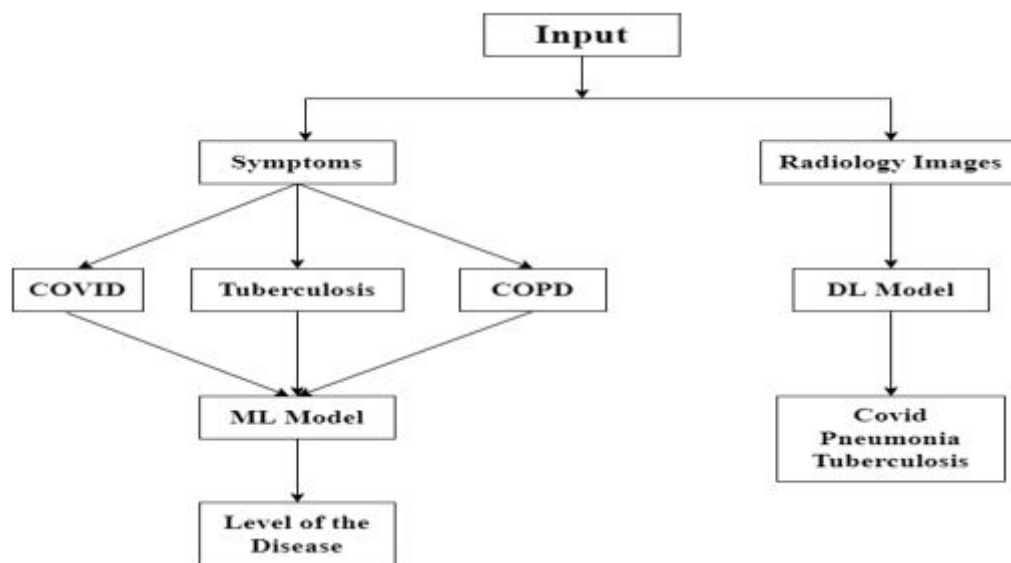 Input
Symptoms
Radiology Images
COVID
Tuberculosis
COPD
DL Model
ML Model
Covid
Pneumonia
Tuberculosis
Level of the
Disease